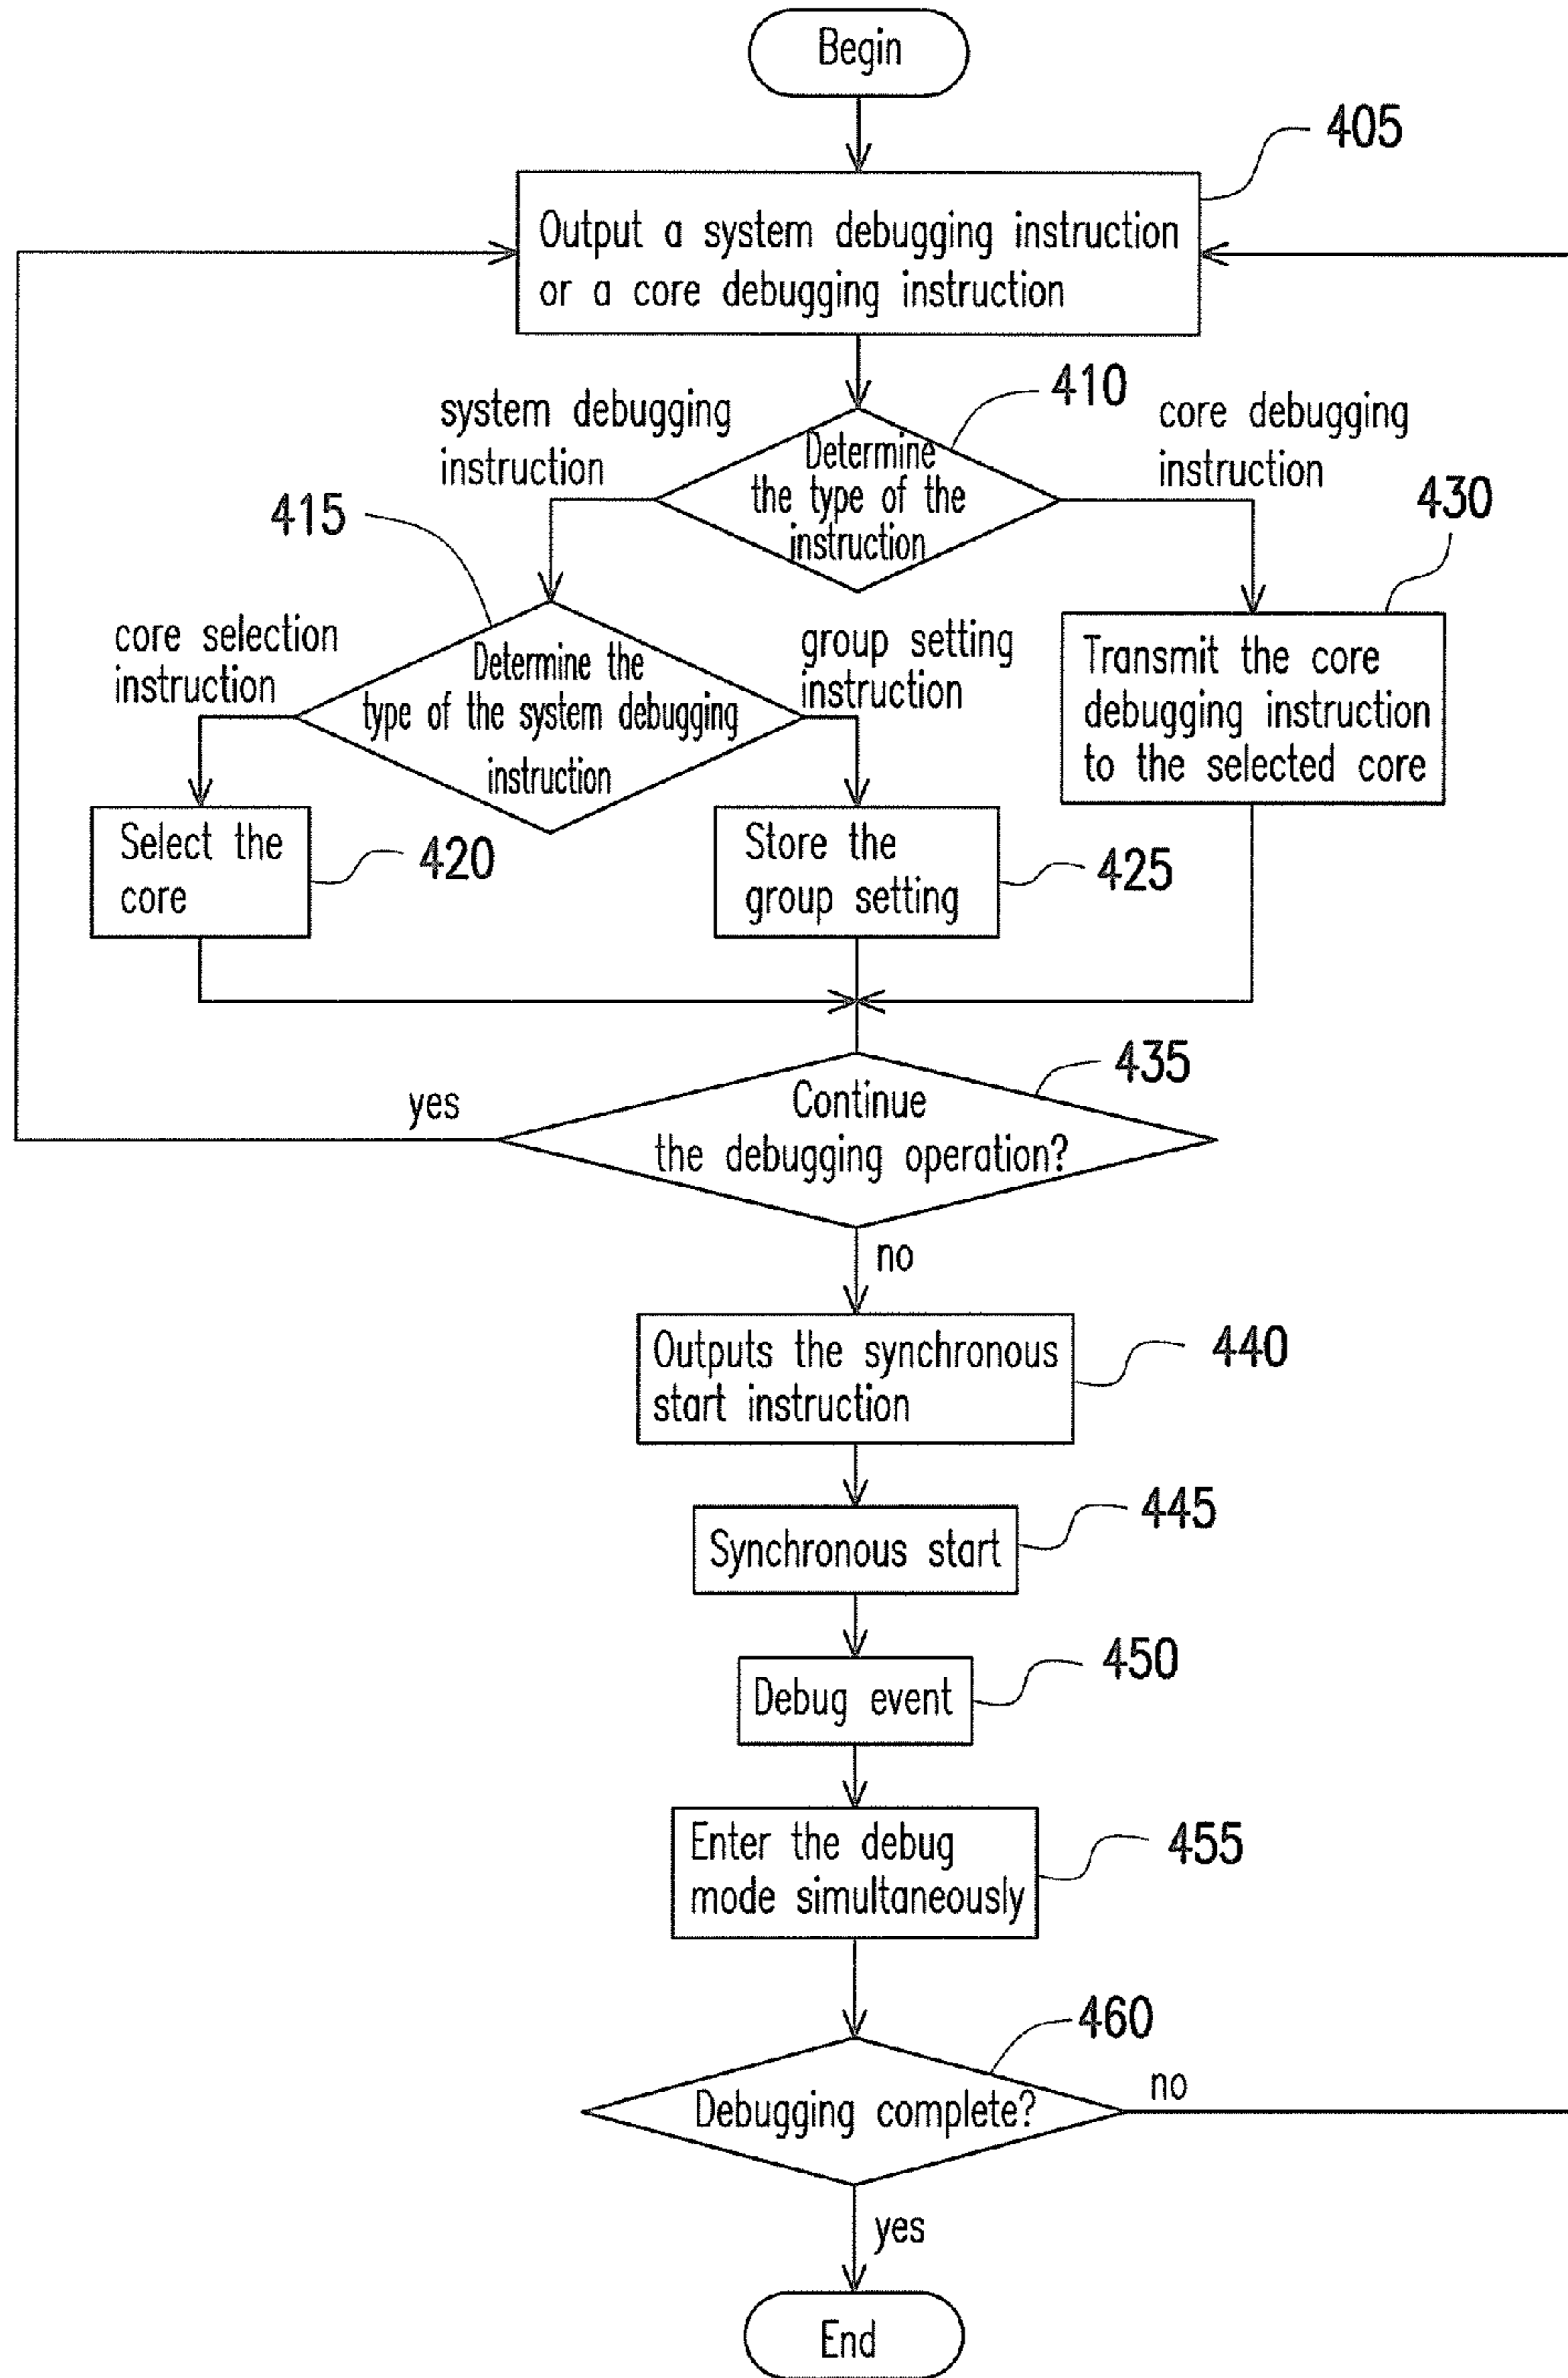 Begin
405
Output a system debugging instruction
or a core debugging instruction
410
system debugging
instruction
Determine
the type of the
instruction
core debugging
instruction
415
430
core selection
instruction
Determine the
type of the system debugging
instruction
group setting
instruction
Transmit the core
debugging instruction
to the selected core
Select the
core
420
Store the
group setting
425
435
Continue
the debugging operation?
yes
no
Outputs the synchronous
start instruction
440
Synchronous start
445
Debug event
450
Enter the debug
mode simultaneously
455
460
Debugging complete?
no
yes
End